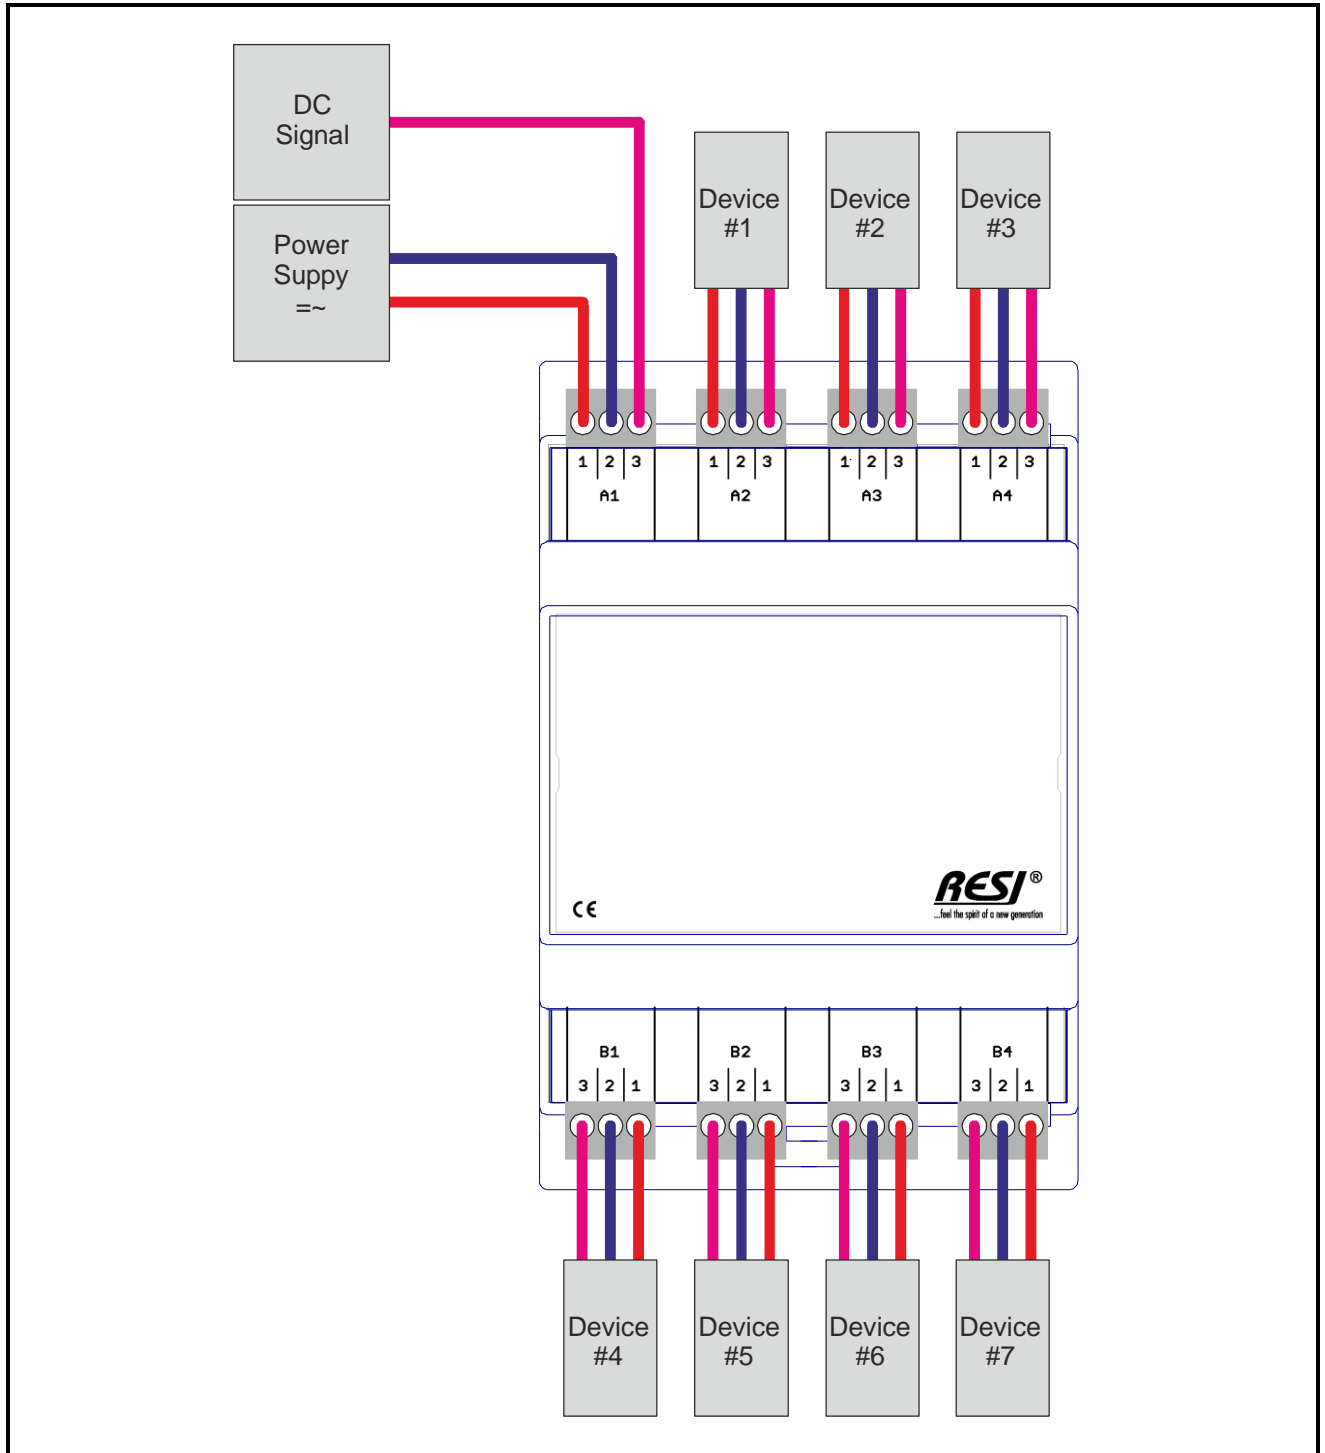 DC
Signal
Power
Suppy
=~
Device
#1
Device
#2
Device
#3
1 2 3
A1
1 2 3
A2
1 2 3
A3
1 2 3
A4
CE
RESI®
...feel the spirit of a new generation
B1
3 2 1
B2
3 2 1
B3
3 2 1
B4
3 2 1
Device
#4
Device
#5
Device
#6
Device
#7